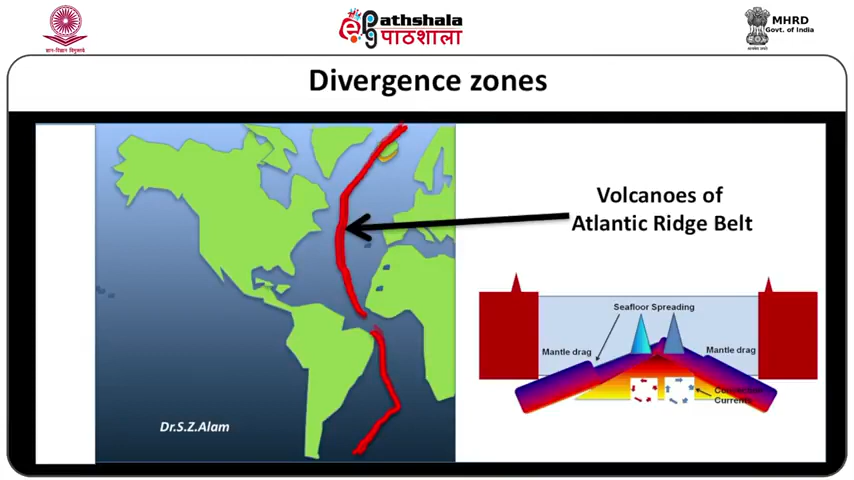 ePg Pathshala
पाठशाला
MHRD
Govt. of India
Divergence zones
Volcanoes of
Atlantic Ridge Belt
Seafloor Spreading
Mantle drag
Mantle drag
Currents
Dr.S.Z.Alam